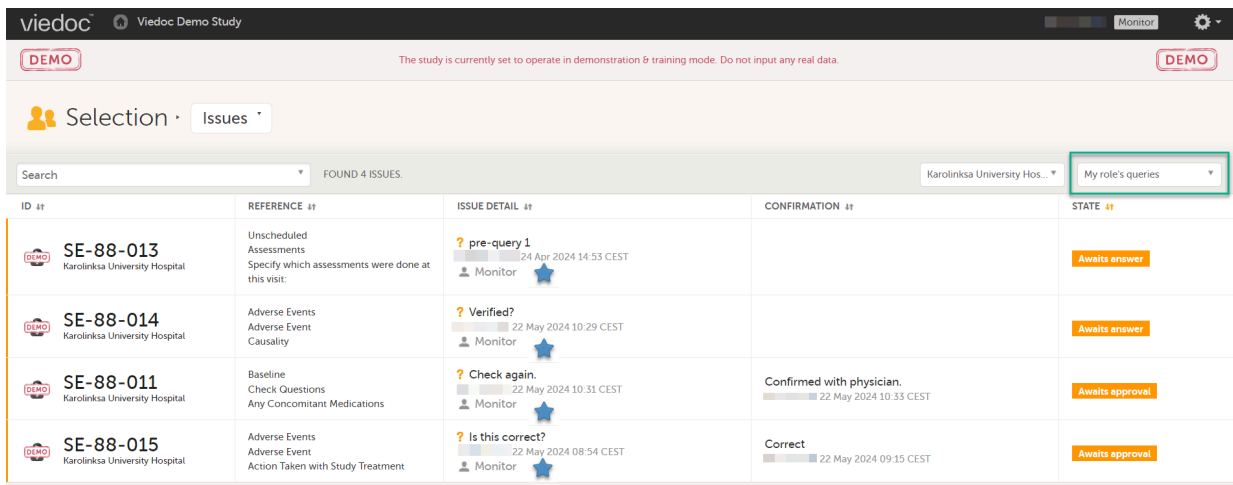 viedoc™ Viedoc Demo Study Monitor
DEMO The study is currently set to operate in demonstration & training mode. Do not input any real data. DEMO
Selection Issues
Search FOUND 4 ISSUES. Karolinksa University Hos... My role's queries
ID REFERENCE ISSUE DETAIL CONFIRMATION STATE
DEMO SE-88-013
Karolinksa University Hospital
Unscheduled
Assessments
Specify which assessments were done at
this visit:
? pre-query 1
24 Apr 2024 14:53 CEST
Monitor
Awaits answer
DEMO SE-88-014
Karolinksa University Hospital
Adverse Events
Adverse Event
Causality
? Verified?
22 May 2024 10:29 CEST
Monitor
Awaits answer
DEMO SE-88-011
Karolinksa University Hospital
Baseline
Check Questions
Any Concomitant Medications
? Check again.
22 May 2024 10:31 CEST
Monitor
Confirmed with physician.
22 May 2024 10:33 CEST
Awaits approval
DEMO SE-88-015
Karolinksa University Hospital
Adverse Events
Adverse Event
Action Taken with Study Treatment
? Is this correct?
22 May 2024 08:54 CEST
Monitor
Correct
22 May 2024 09:15 CEST
Awaits approval